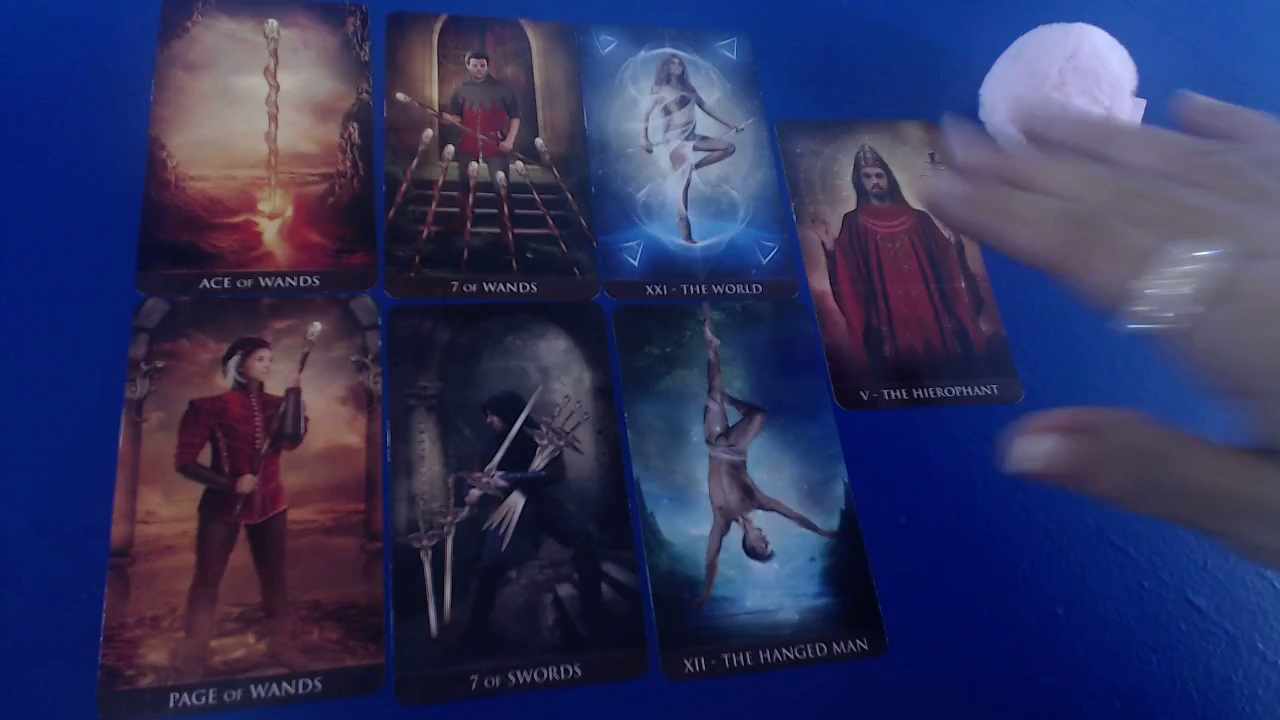 ACE OF WANDS
7 OF WANDS
XXI - THE WORLD
V - THE HIEROPHANT
PAGE OF WANDS
7 OF SWORDS
XII - THE HANGED MAN